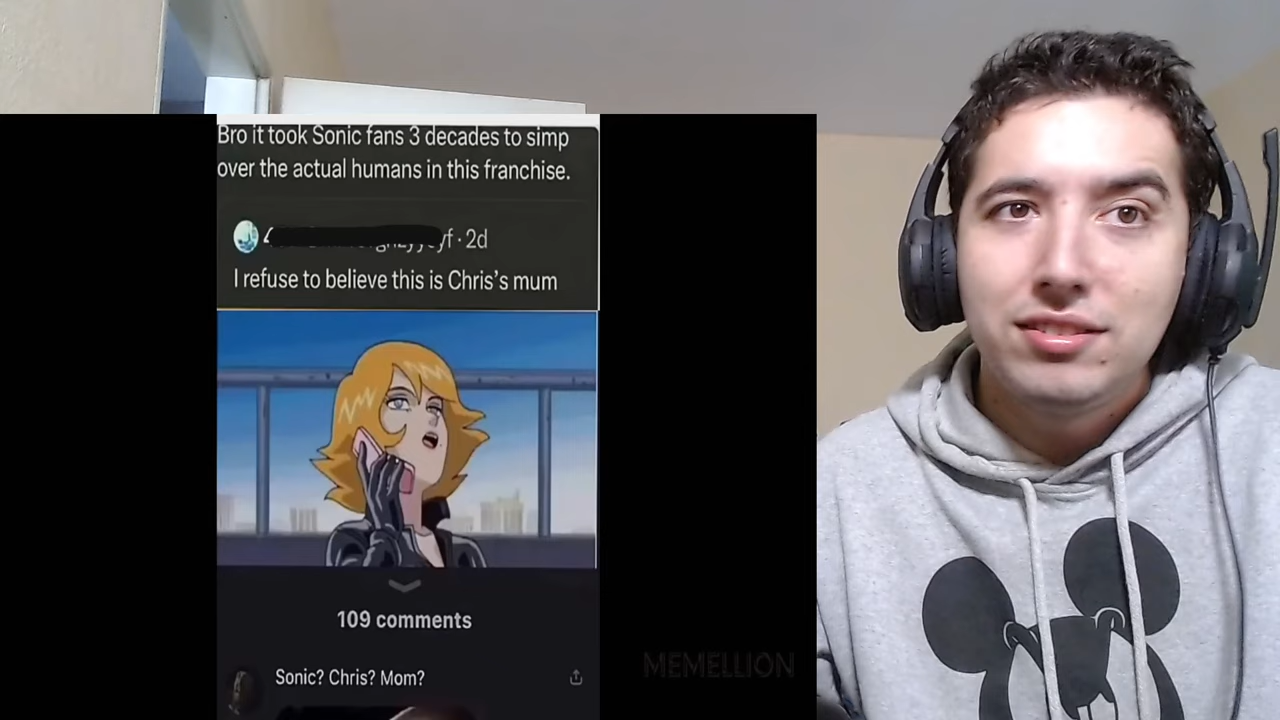 Bro it took Sonic fans 3 decades to simp
over the actual humans in this franchise.
· 2d
I refuse to believe this is Chris's mum
109 comments
Sonic? Chris? Mom?
MEMELLION